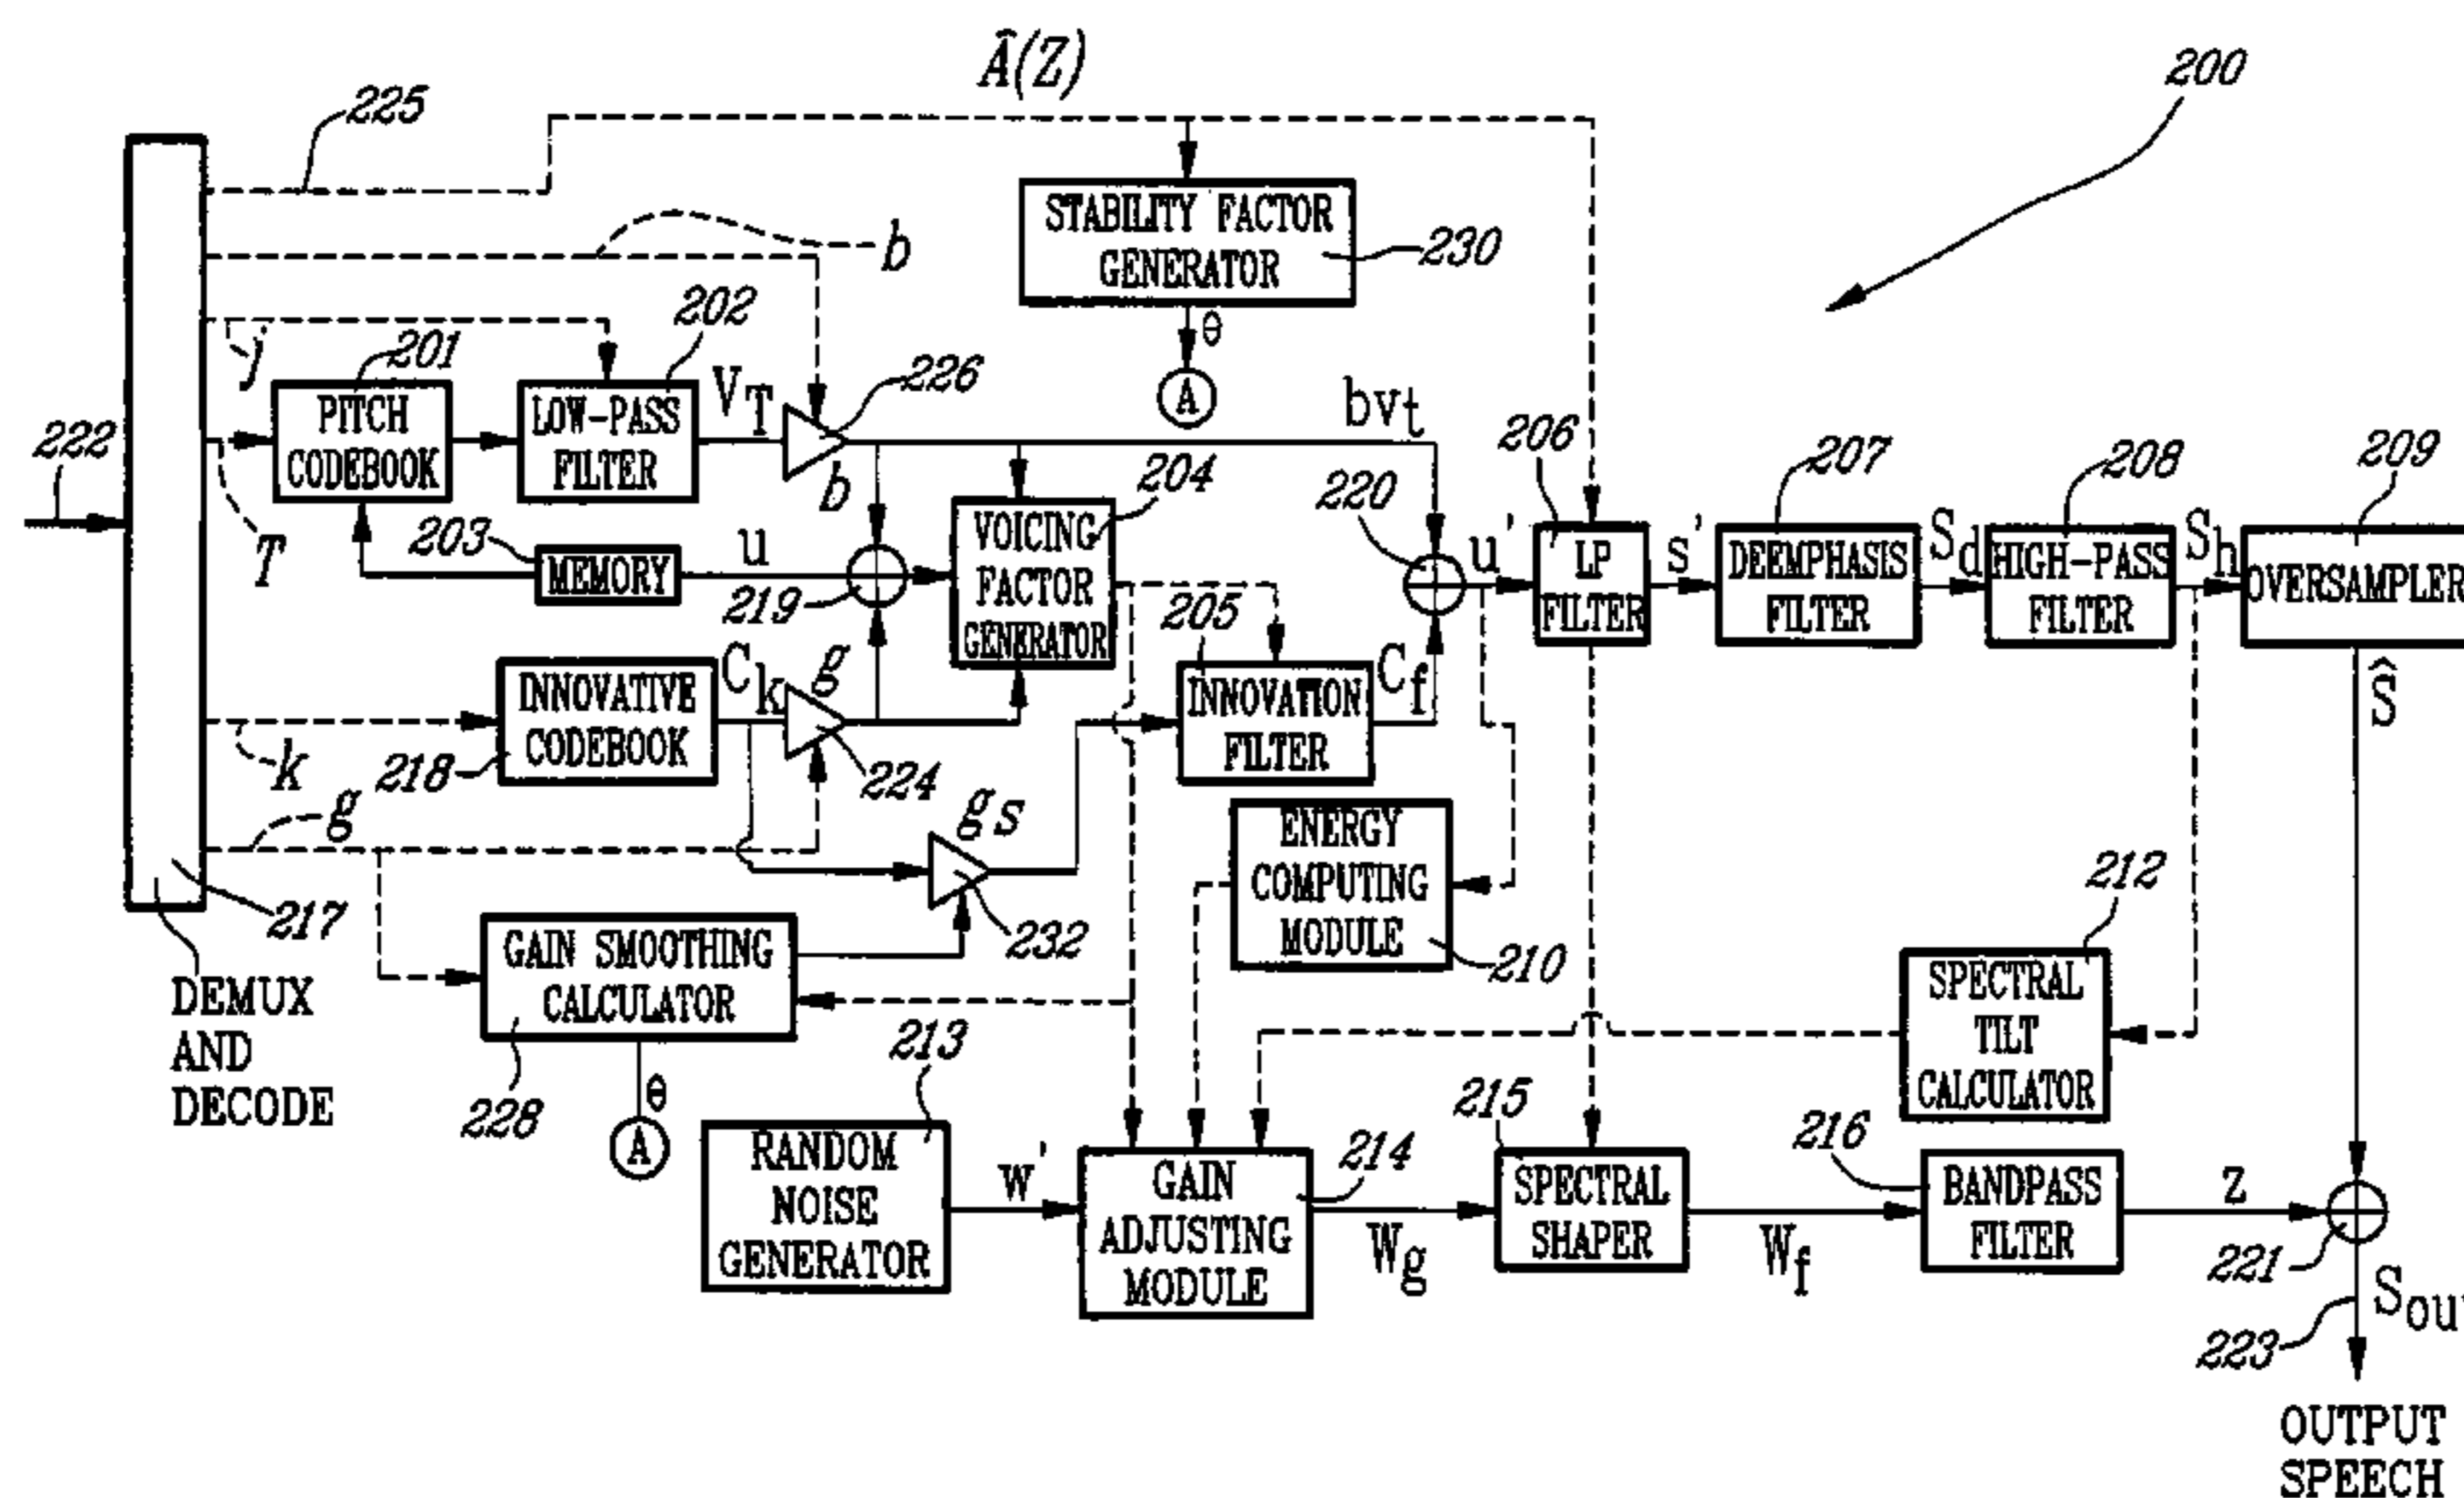 Â(Z)
200
225
STABILITY FACTOR
GENERATOR
230
b
θ
A
j
201
202
PITCH
CODEBOOK
LOW-PASS
FILTER
V_T
226
b
bv_t
222
T
203
MEMORY
u
219
VOICING
FACTOR
GENERATOR
204
205
220
u'
206
LP
FILTER
s'
207
DEEMPHASIS
FILTER
S_d
208
HIGH-PASS
FILTER
S_h
209
OVERSAMPLER
Ŝ
k
218
INNOVATIVE
CODEBOOK
C_k
g
224
INNOVATION
FILTER
C_f
g
g_s
232
ENERGY
COMPUTING
MODULE
210
212
SPECTRAL
TILT
CALCULATOR
217
DEMUX
AND
DECODE
GAIN SMOOTHING
CALCULATOR
228
θ
A
213
RANDOM
NOISE
GENERATOR
w'
GAIN
ADJUSTING
MODULE
214
W_g
215
SPECTRAL
SHAPER
W_f
216
BANDPASS
FILTER
z
221
S_out
223
OUTPUT
SPEECH